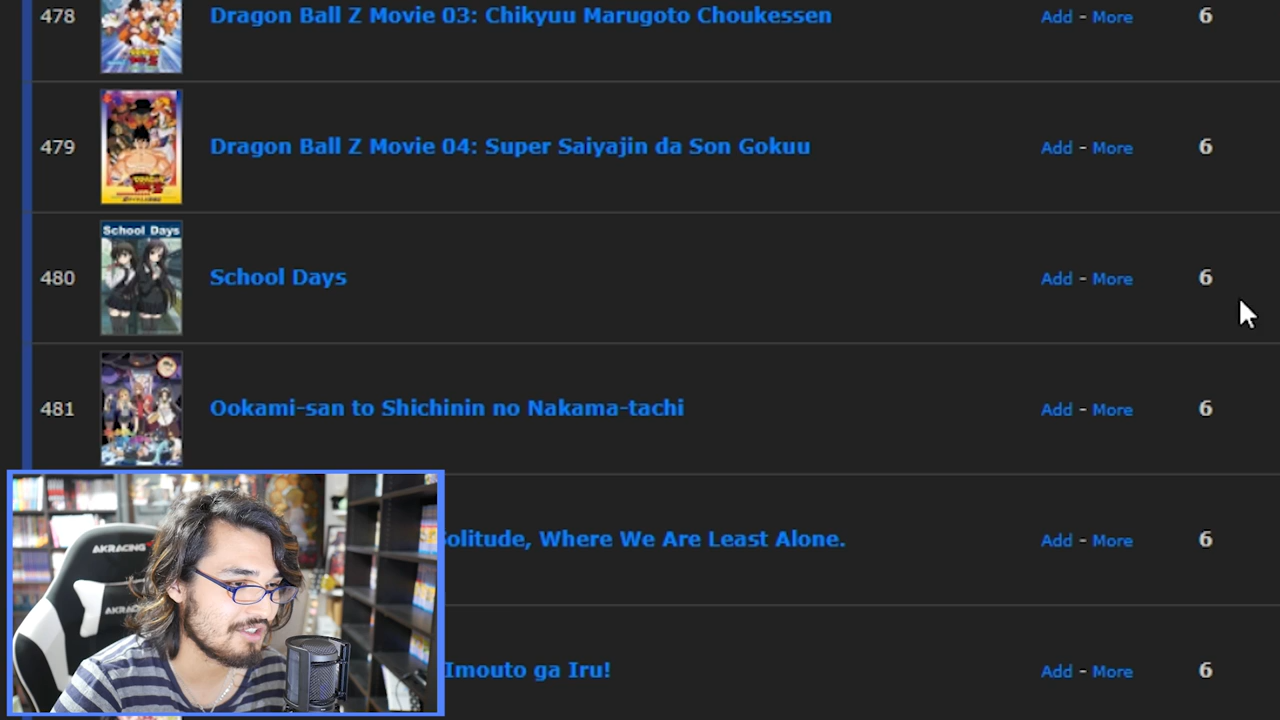 478 Dragon Ball Z Movie 03: Chikyuu Marugoto Choukessen Add - More 6
479 Dragon Ball Z Movie 04: Super Saiyajin da Son Gokuu Add - More 6
School Days
480 School Days Add - More 6
481 Ookami-san to Shichinin no Nakama-tachi Add - More 6
olitude, Where We Are Least Alone. Add - More 6
Imouto ga Iru! Add - More 6
AKRACING
AKRACING